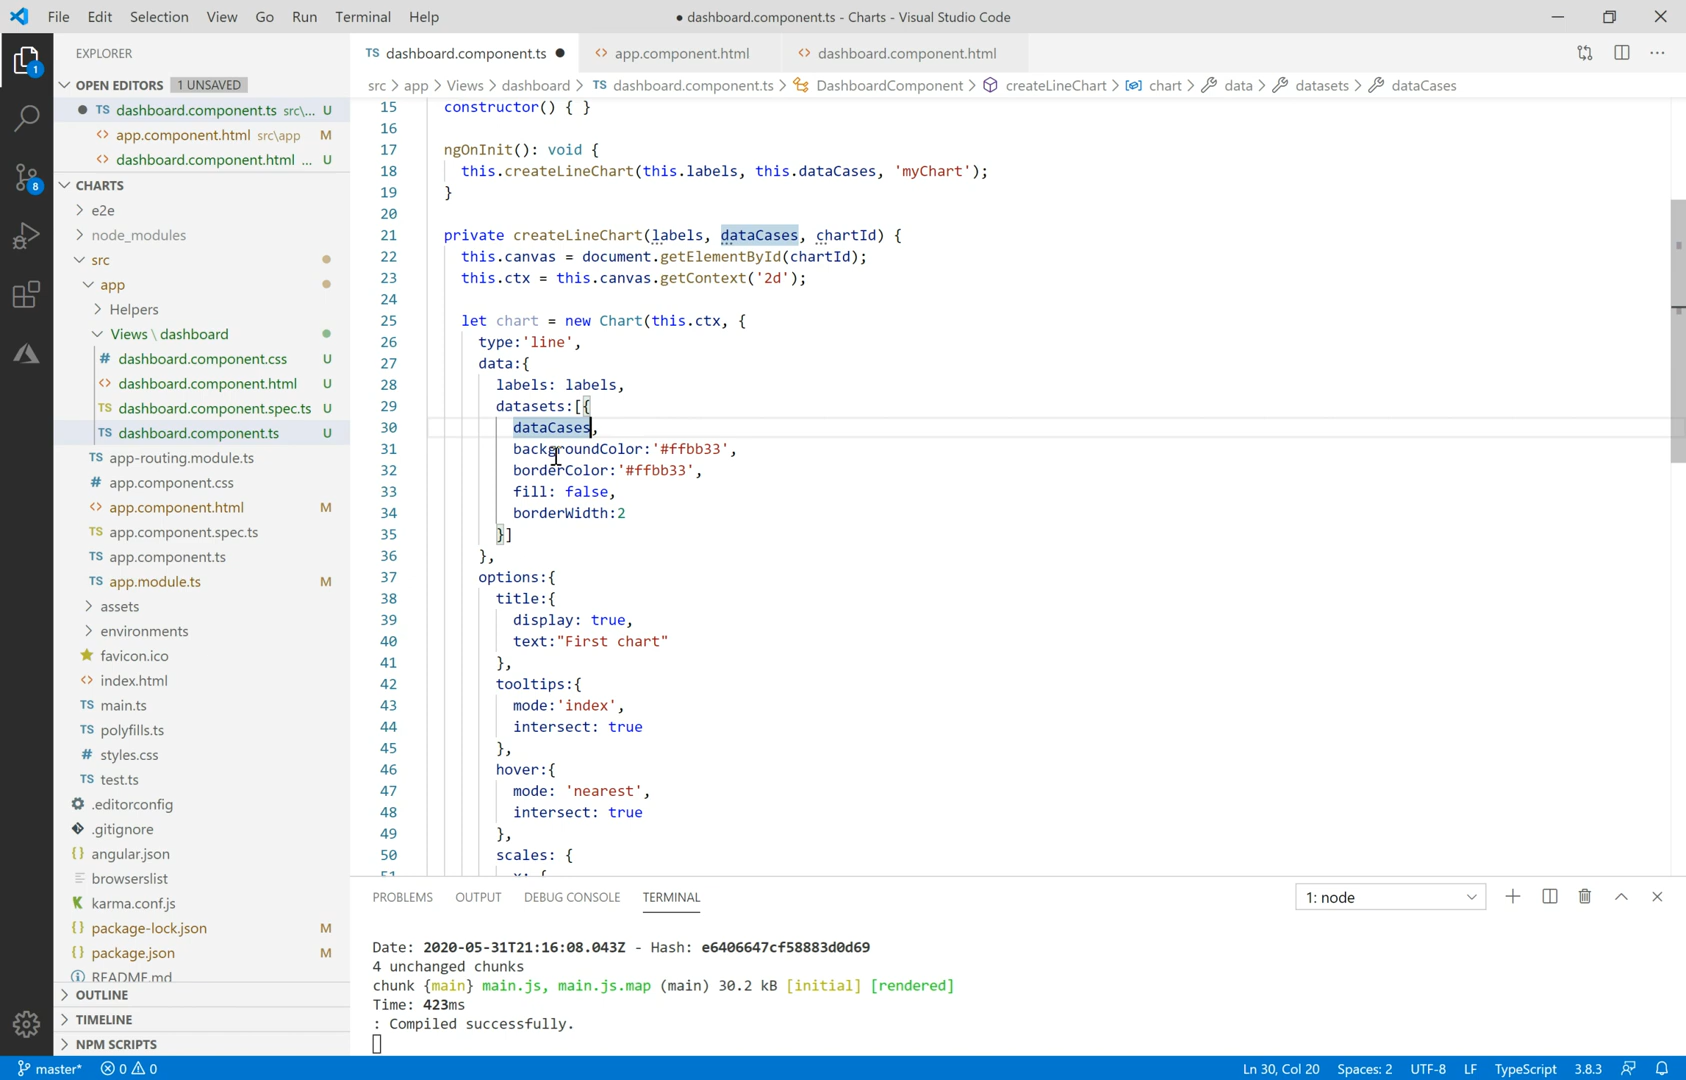 File Edit Selection View Go Run Terminal Help
● dashboard.component.ts - Charts - Visual Studio Code
EXPLORER
OPEN EDITORS 1 UNSAVED
TS dashboard.component.ts src\... U
<> app.component.html src\app M
<> dashboard.component.html ... U
CHARTS
e2e
node_modules
src
app
Helpers
Views \ dashboard
# dashboard.component.css U
<> dashboard.component.html U
TS dashboard.component.spec.ts U
TS dashboard.component.ts U
TS app-routing.module.ts
# app.component.css
<> app.component.html M
TS app.component.spec.ts
TS app.component.ts
TS app.module.ts M
assets
environments
favicon.ico
<> index.html
TS main.ts
TS polyfills.ts
# styles.css
TS test.ts
.editorconfig
.gitignore
{} angular.json
browserslist
karma.conf.js
{} package-lock.json M
{} package.json M
README.md
OUTLINE
TIMELINE
NPM SCRIPTS
1
8
TS dashboard.component.ts ● <> app.component.html <> dashboard.component.html
src > app > Views > dashboard > TS dashboard.component.ts > DashboardComponent > createLineChart > chart > data > datasets > dataCases
15 constructor() { }
16
17 ngOnInit(): void {
18 this.createLineChart(this.labels, this.dataCases, 'myChart');
19 }
20
21 private createLineChart(labels, dataCases, chartId) {
22 this.canvas = document.getElementById(chartId);
23 this.ctx = this.canvas.getContext('2d');
24
25 let chart = new Chart(this.ctx, {
26 type:'line',
27 data:{
28 labels: labels,
29 datasets:[{
30 dataCases,
31 backgroundColor:'#ffbb33',
32 borderColor:'#ffbb33',
33 fill: false,
34 borderWidth:2
35 }]
36 },
37 options:{
38 title:{
39 display: true,
40 text:"First chart"
41 },
42 tooltips:{
43 mode:'index',
44 intersect: true
45 },
46 hover:{
47 mode: 'nearest',
48 intersect: true
49 },
50 scales: {
51 x: {
PROBLEMS OUTPUT DEBUG CONSOLE TERMINAL
1: node
Date: 2020-05-31T21:16:08.043Z - Hash: e6406647cf58883d0d69
4 unchanged chunks
chunk {main} main.js, main.js.map (main) 30.2 kB [initial] [rendered]
Time: 423ms
: Compiled successfully.
master* 0 0
Ln 30, Col 20 Spaces: 2 UTF-8 LF TypeScript 3.8.3